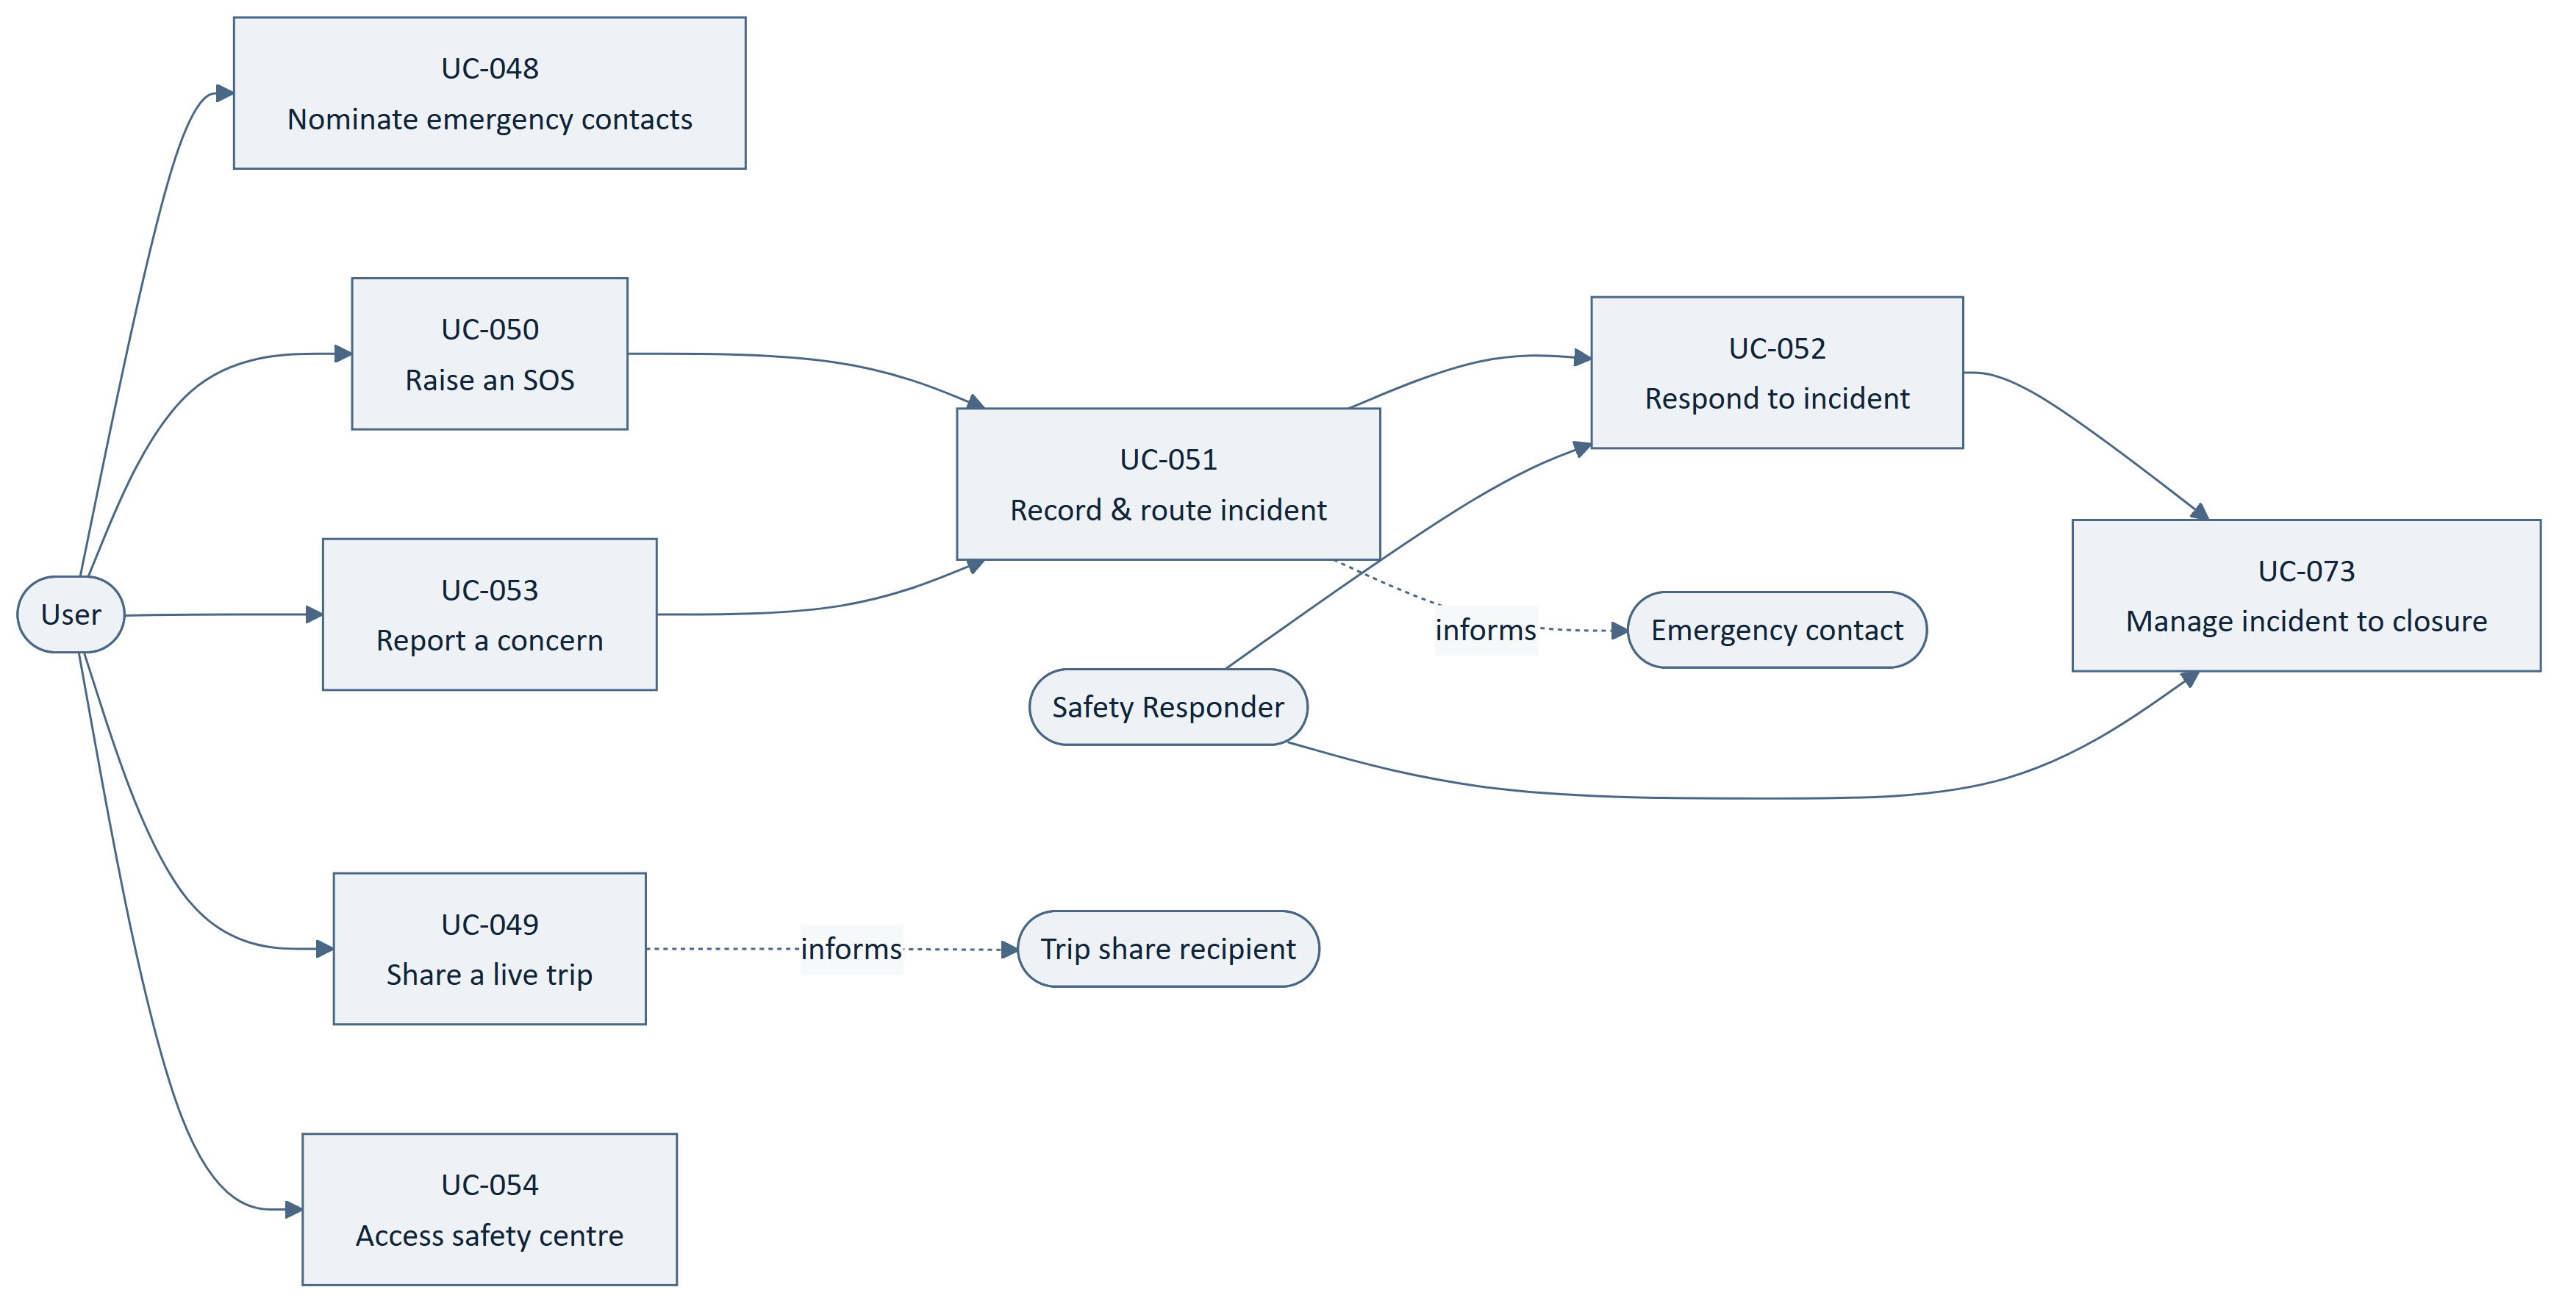 UC-048
Nominate emergency contacts
UC-050
Raise an SOS
UC-052
Respond to incident
UC-051
Record & route incident
UC-073
Manage incident to closure
User
UC-053
Report a concern
informs
Emergency contact
Safety Responder
UC-049
Share a live trip
informs
Trip share recipient
UC-054
Access safety centre